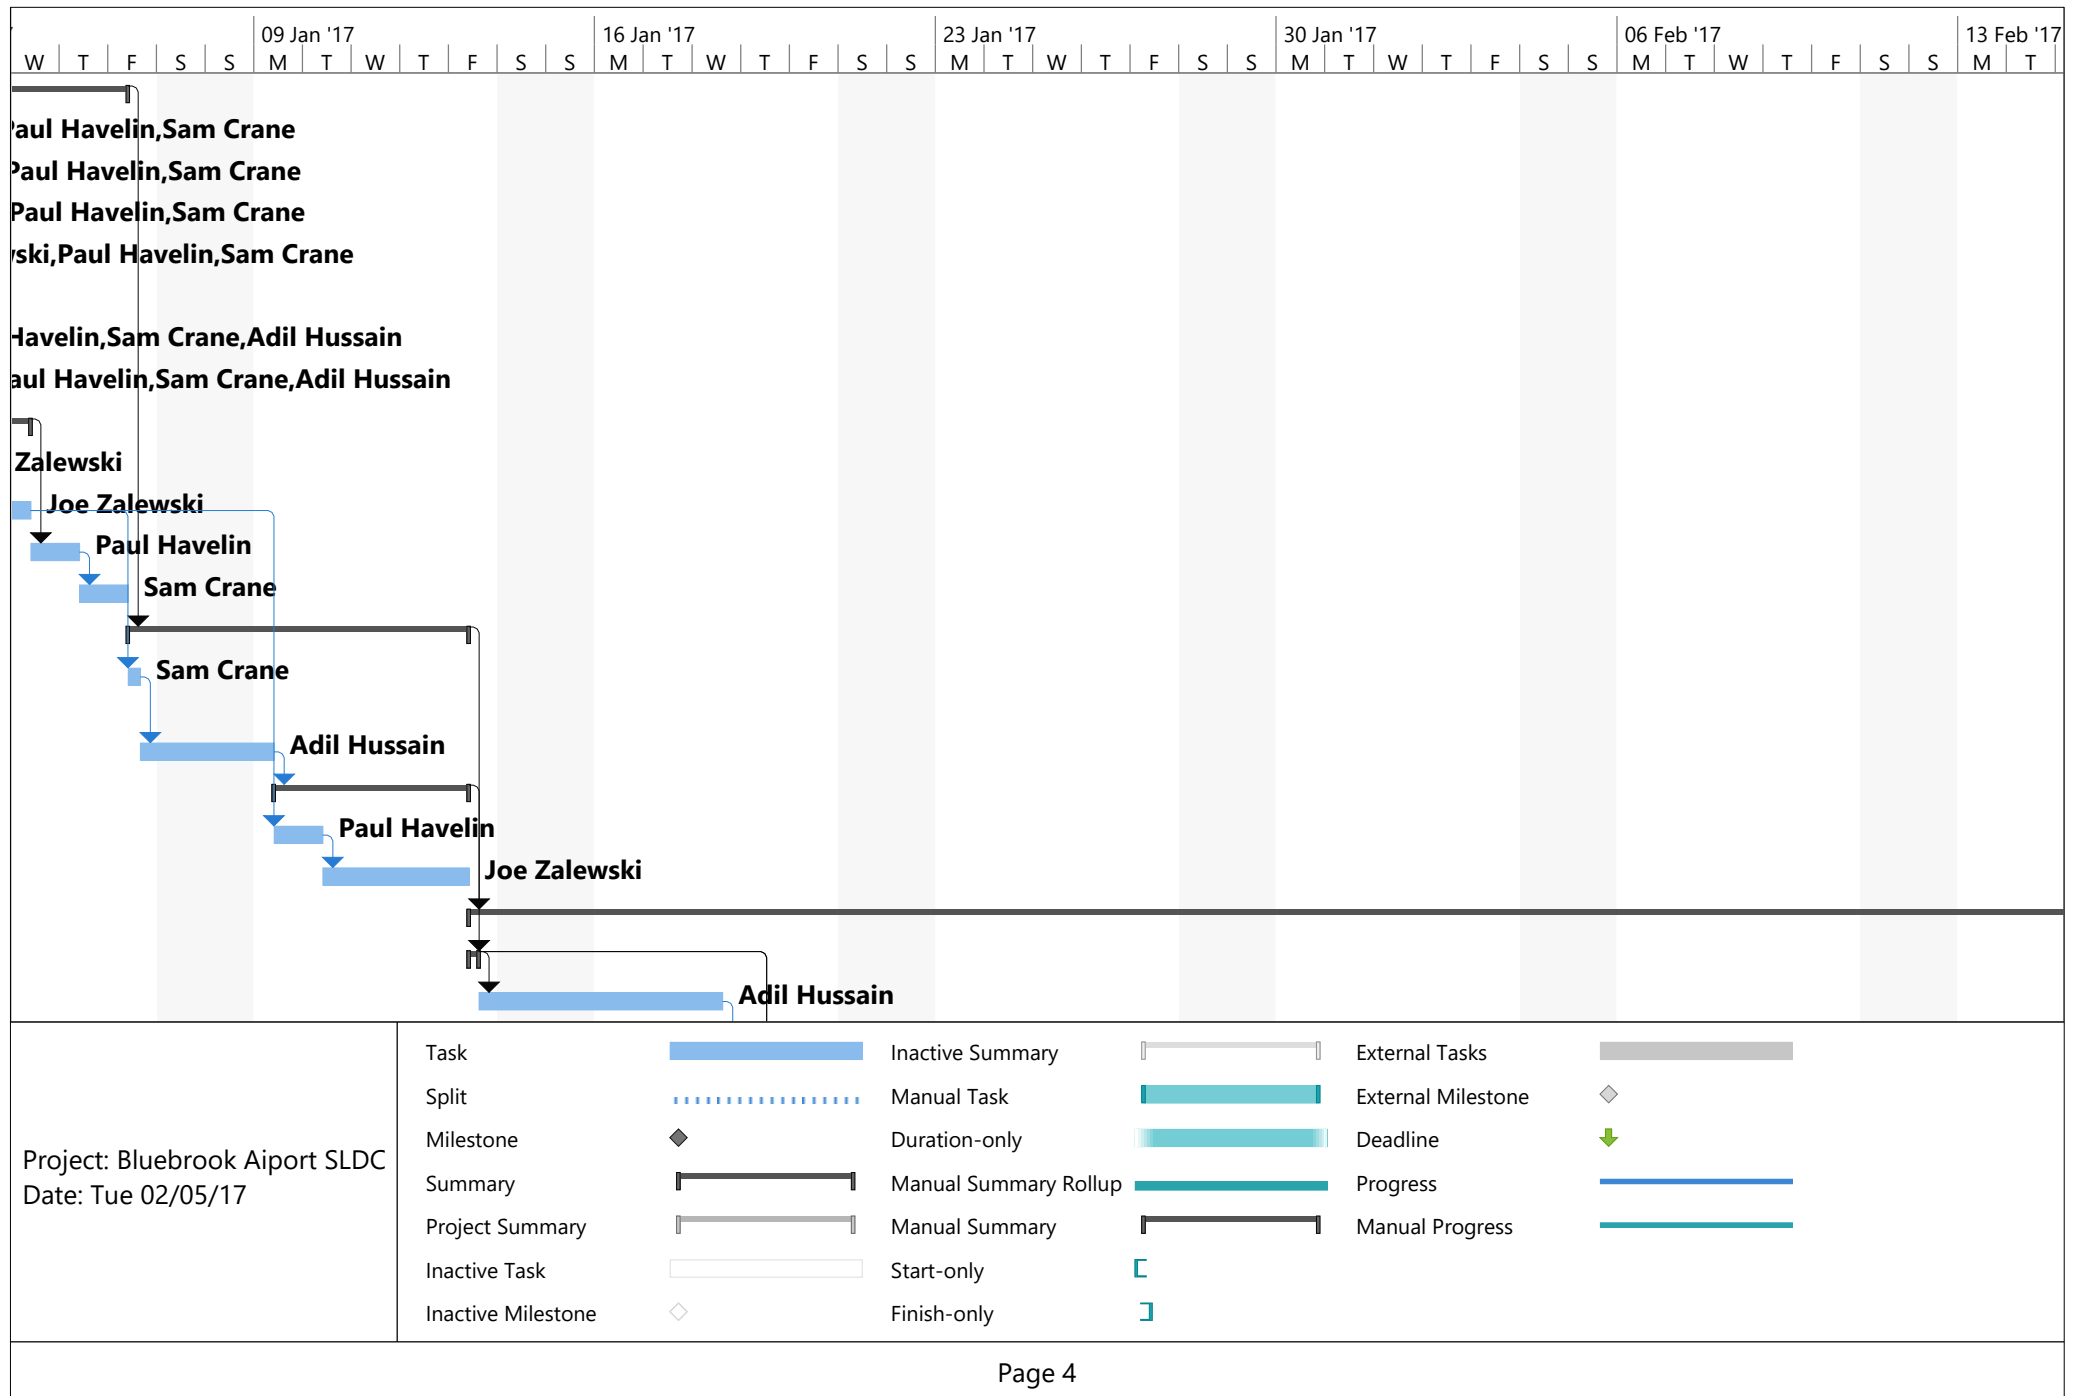 09 Jan '17 16 Jan '17 23 Jan '17 30 Jan '17 06 Feb '17 13 Feb '17
W T F S S M T W T F S S M T W T F S S M T W T F S S M T W T F S S M T W T F S S M T
Paul Havelin,Sam Crane
Paul Havelin,Sam Crane
Paul Havelin,Sam Crane
ski,Paul Havelin,Sam Crane
Havelin,Sam Crane,Adil Hussain
aul Havelin,Sam Crane,Adil Hussain
Zalewski
Joe Zalewski
Paul Havelin
Sam Crane
Sam Crane
Adil Hussain
Paul Havelin
Joe Zalewski
Adil Hussain
Project: Bluebrook Aiport SLDC
Date: Tue 02/05/17
Task
Split
Milestone
Summary
Project Summary
Inactive Task
Inactive Milestone
Inactive Summary
Manual Task
Duration-only
Manual Summary Rollup
Manual Summary
Start-only
Finish-only
External Tasks
External Milestone
Deadline
Progress
Manual Progress
Page 4